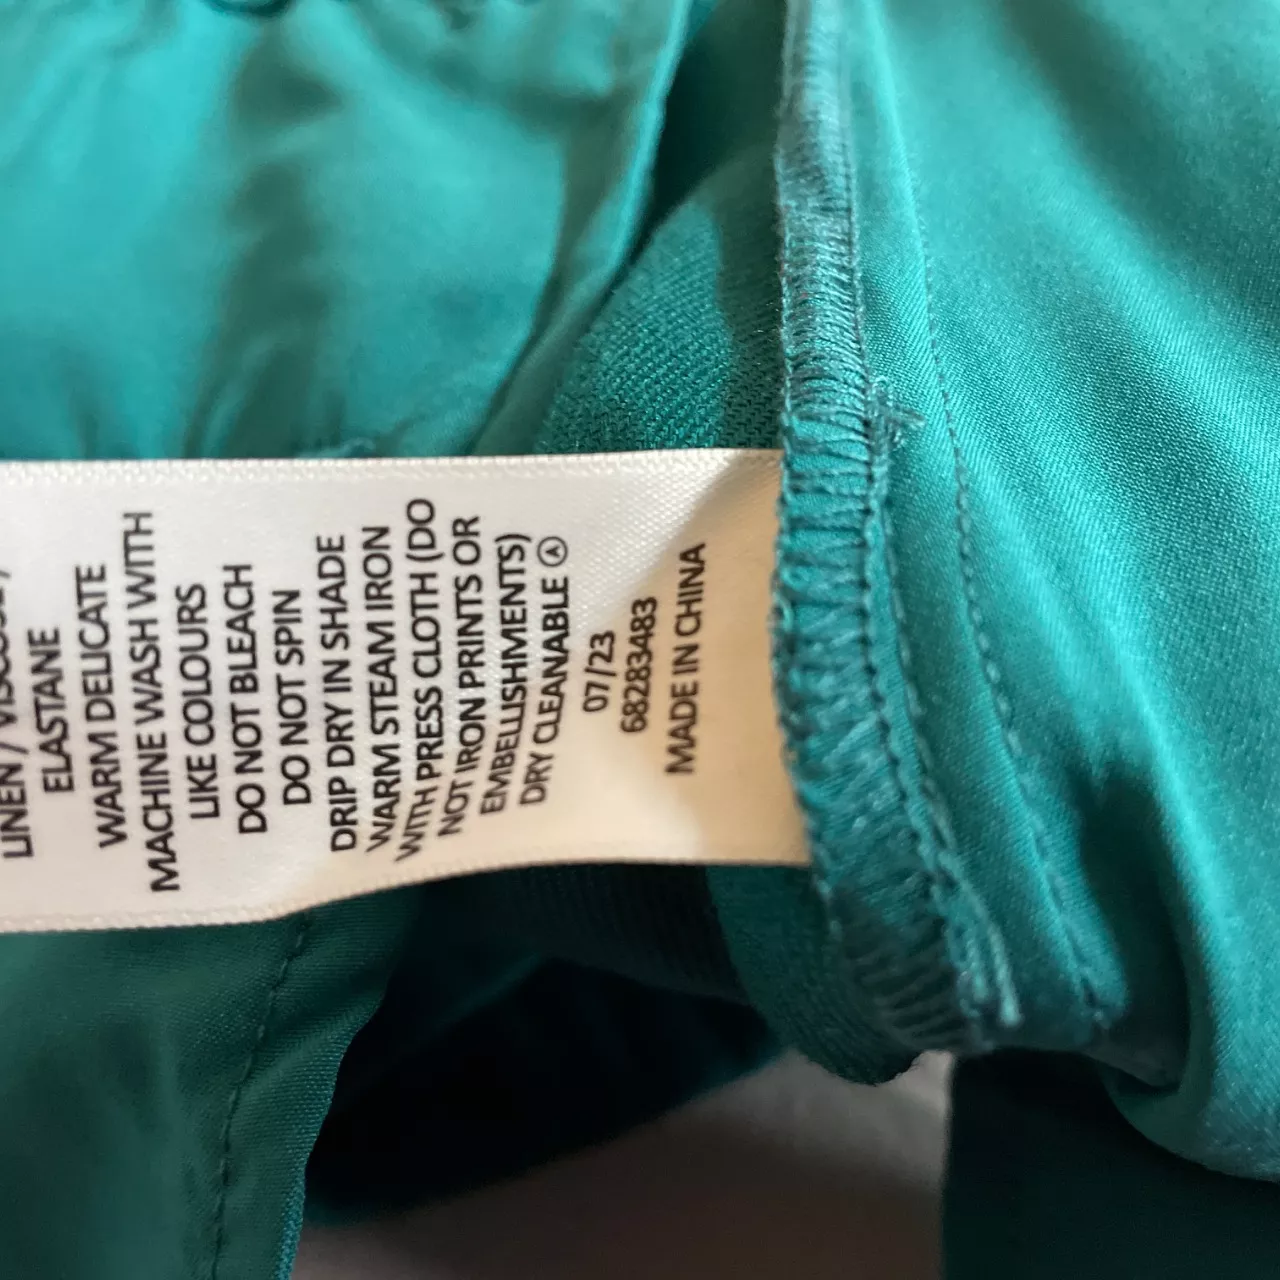 LINEN / VISCOSE /
ELASTANE
WARM DELICATE
MACHINE WASH WITH
LIKE COLOURS
DO NOT BLEACH
DO NOT SPIN
DRIP DRY IN SHADE
WARM STEAM IRON
WITH PRESS CLOTH (DO
NOT IRON PRINTS OR
EMBELLISHMENTS)
DRY CLEANABLE Ⓐ
07/23
68283483
MADE IN CHINA